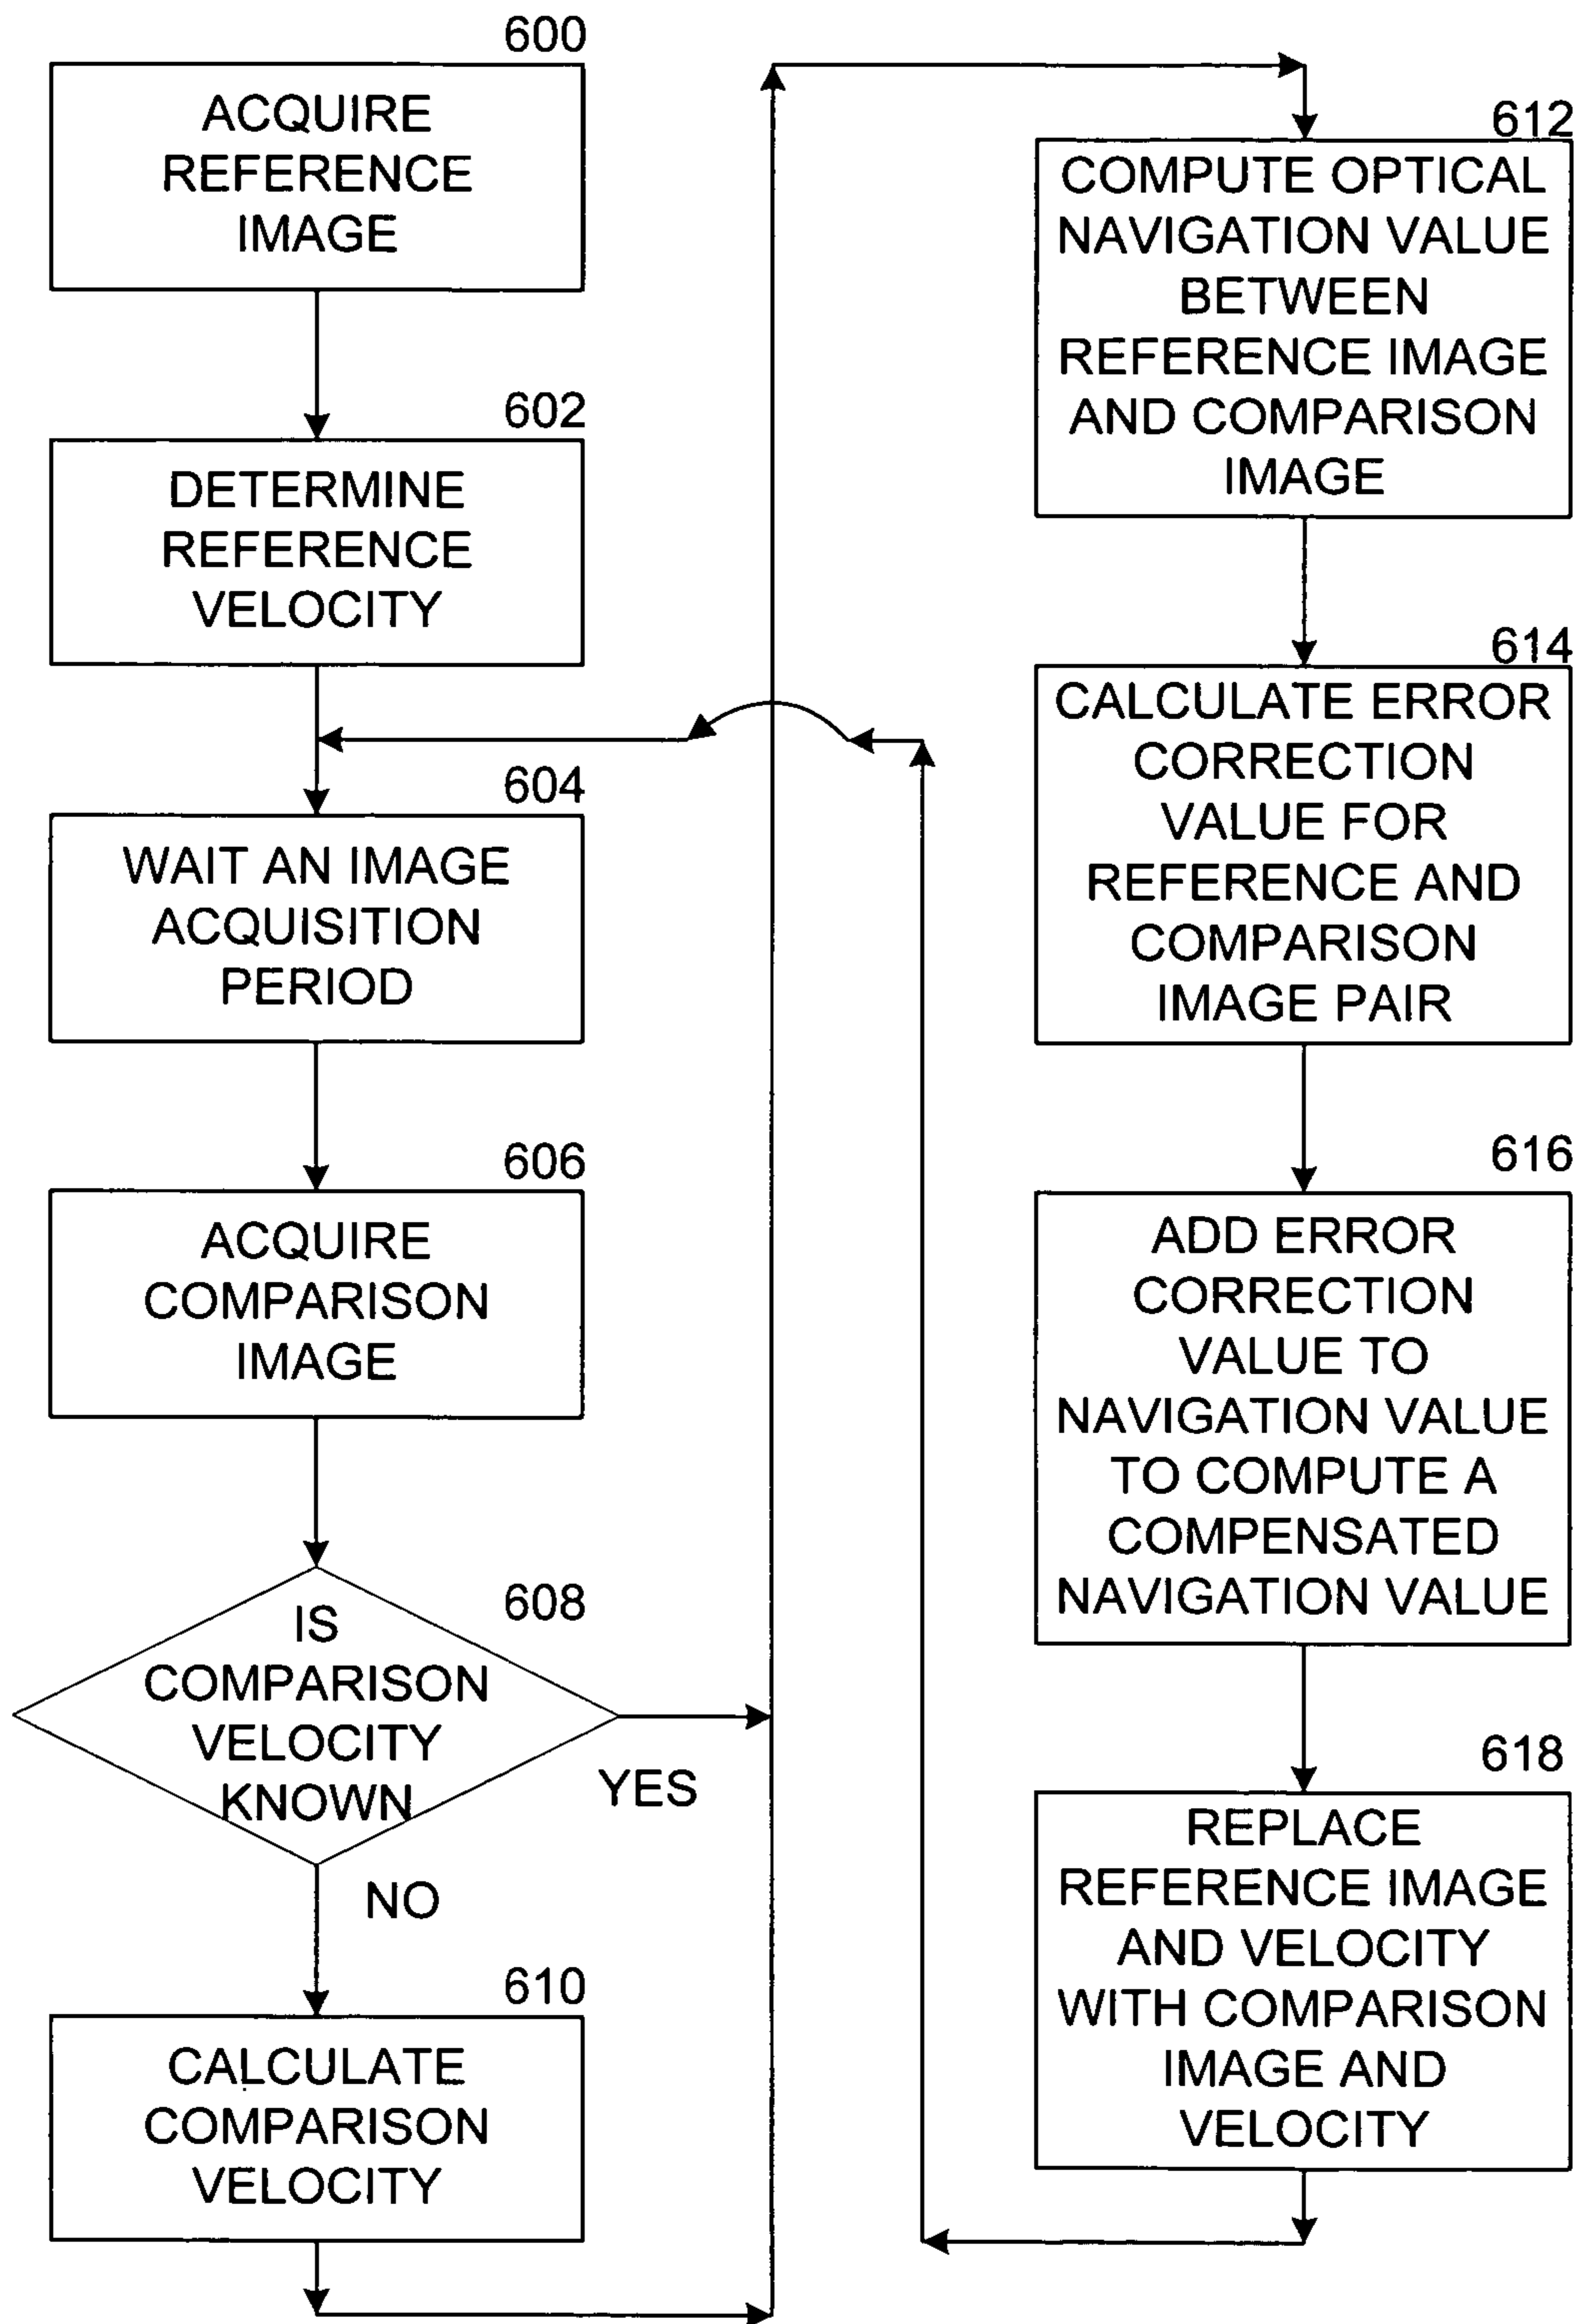 600
ACQUIRE
REFERENCE
IMAGE
602
DETERMINE
REFERENCE
VELOCITY
604
WAIT AN IMAGE
ACQUISITION
PERIOD
606
ACQUIRE
COMPARISON
IMAGE
608
IS
COMPARISON
VELOCITY
KNOWN
YES
NO
610
CALCULATE
COMPARISON
VELOCITY
612
COMPUTE OPTICAL
NAVIGATION VALUE
BETWEEN
REFERENCE IMAGE
AND COMPARISON
IMAGE
614
CALCULATE ERROR
CORRECTION
VALUE FOR
REFERENCE AND
COMPARISON
IMAGE PAIR
616
ADD ERROR
CORRECTION
VALUE TO
NAVIGATION VALUE
TO COMPUTE A
COMPENSATED
NAVIGATION VALUE
618
REPLACE
REFERENCE IMAGE
AND VELOCITY
WITH COMPARISON
IMAGE AND
VELOCITY